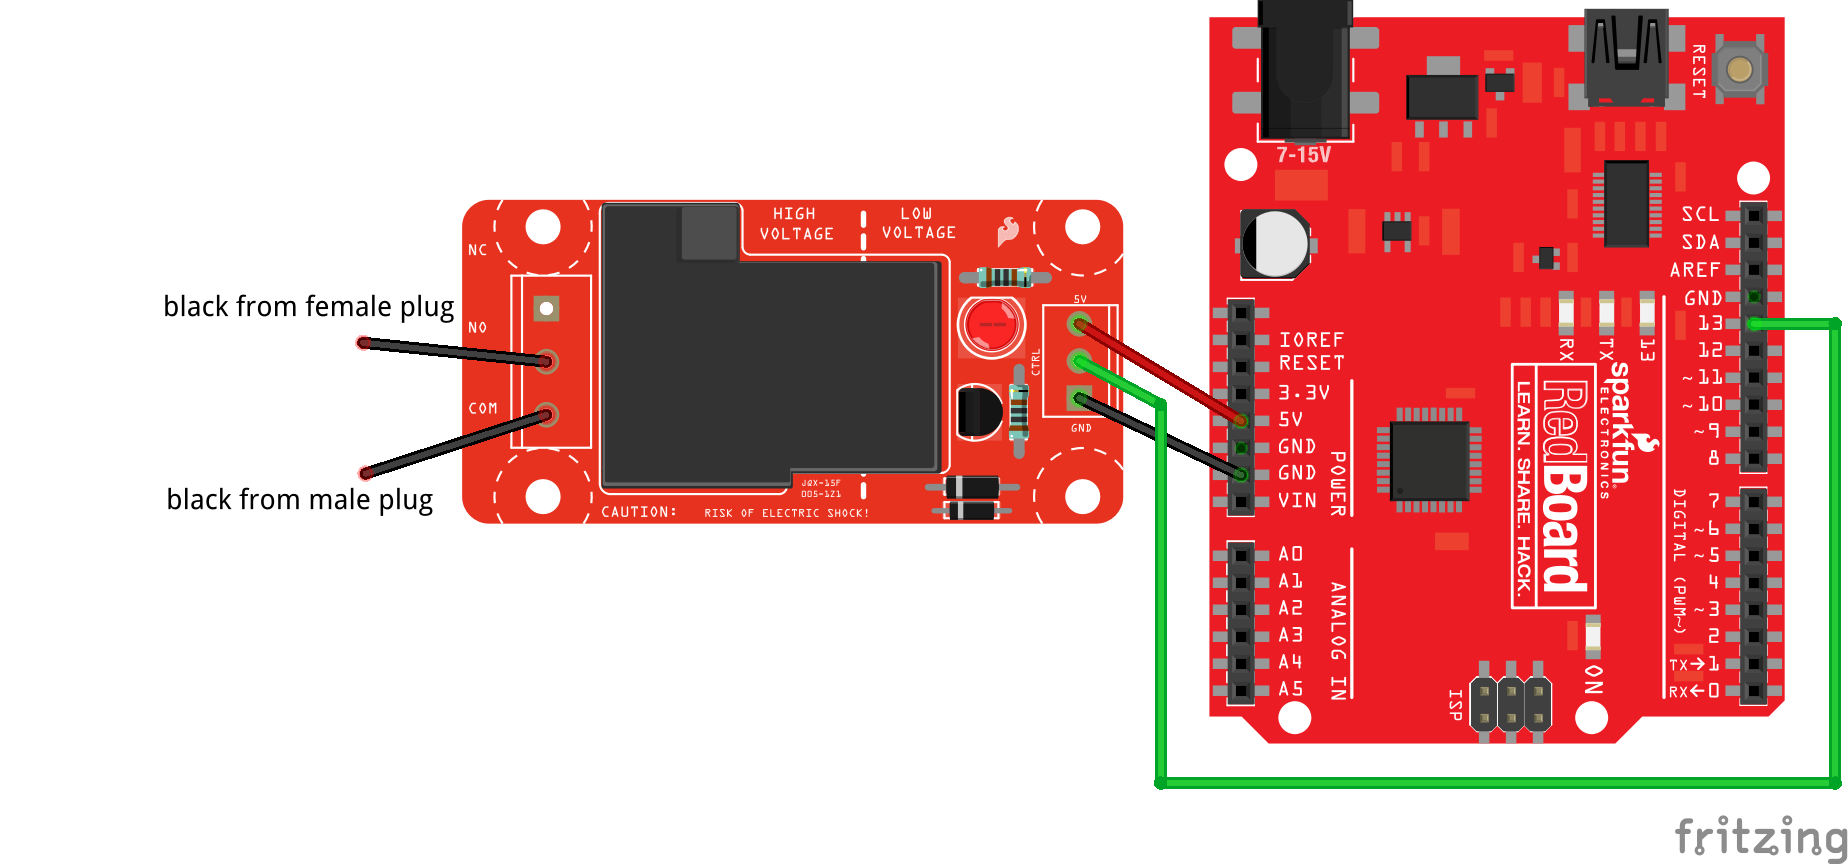 black from female plug
black from male plug
NC
NO
COM
HIGH
VOLTAGE
LOW
VOLTAGE
5V
CTRL
GND
JQX-15F
005-1Z1
CAUTION: RISK OF ELECTRIC SHOCK!
7-15V
RESET
IOREF
RESET
3.3V
5V
GND
GND
VIN
POWER
A0
A1
A2
A3
A4
A5
ANALOG IN
RX
TX
13
sparkfun
ELECTRONICS
RedBoard
LEARN. SHARE. HACK.
SCL
SDA
AREF
GND
13
12
~11
~10
~9
8
7
~6
~5
4
~3
2
TX→1
RX←0
DIGITAL (PWM~)
ON
ISP
fritzing